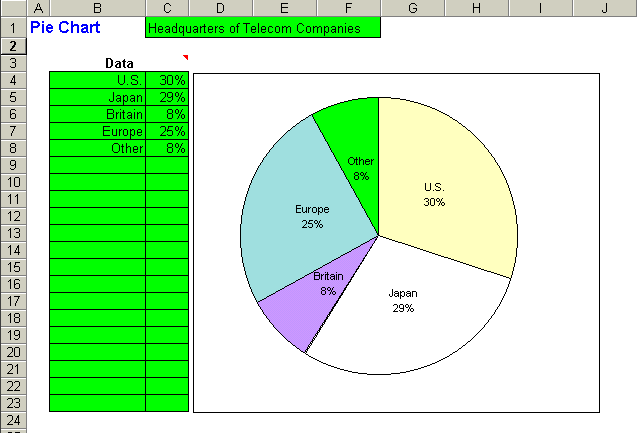 A B C D E F G H I J
1 Pie Chart Headquarters of Telecom Companies
2
3 Data
4 U.S. 30%
5 Japan 29%
6 Britain 8%
7 Europe 25%
8 Other 8%
9
10
11
12
13
14
15
16
17
18
19
20
21
22
23
24
Other
8%
U.S.
30%
Europe
25%
Britain
8%
Japan
29%